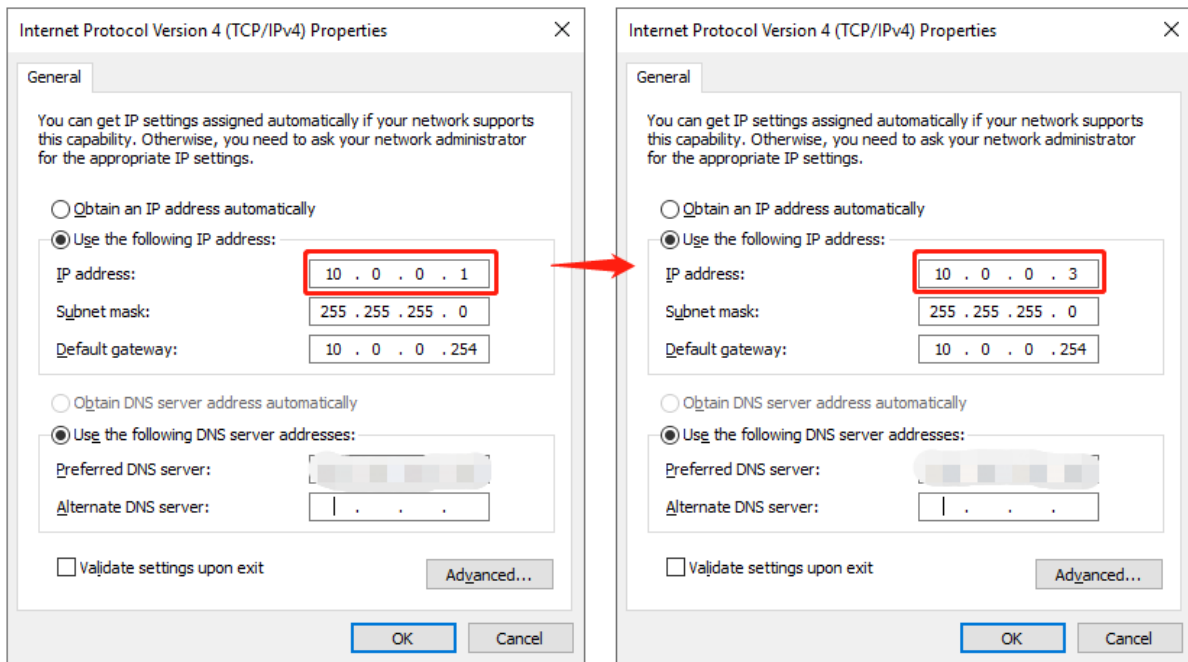 Internet Protocol Version 4 (TCP/IPv4) Properties
General
You can get IP settings assigned automatically if your network supports
this capability. Otherwise, you need to ask your network administrator
for the appropriate IP settings.
Obtain an IP address automatically
Use the following IP address:
IP address: 10 . 0 . 0 . 1
Subnet mask: 255 . 255 . 255 . 0
Default gateway: 10 . 0 . 0 . 254
Obtain DNS server address automatically
Use the following DNS server addresses:
Preferred DNS server:
Alternate DNS server: . . .
Validate settings upon exit
Advanced...
OK Cancel
Internet Protocol Version 4 (TCP/IPv4) Properties
General
You can get IP settings assigned automatically if your network supports
this capability. Otherwise, you need to ask your network administrator
for the appropriate IP settings.
Obtain an IP address automatically
Use the following IP address:
IP address: 10 . 0 . 0 . 3
Subnet mask: 255 . 255 . 255 . 0
Default gateway: 10 . 0 . 0 . 254
Obtain DNS server address automatically
Use the following DNS server addresses:
Preferred DNS server:
Alternate DNS server: . . .
Validate settings upon exit
Advanced...
OK Cancel